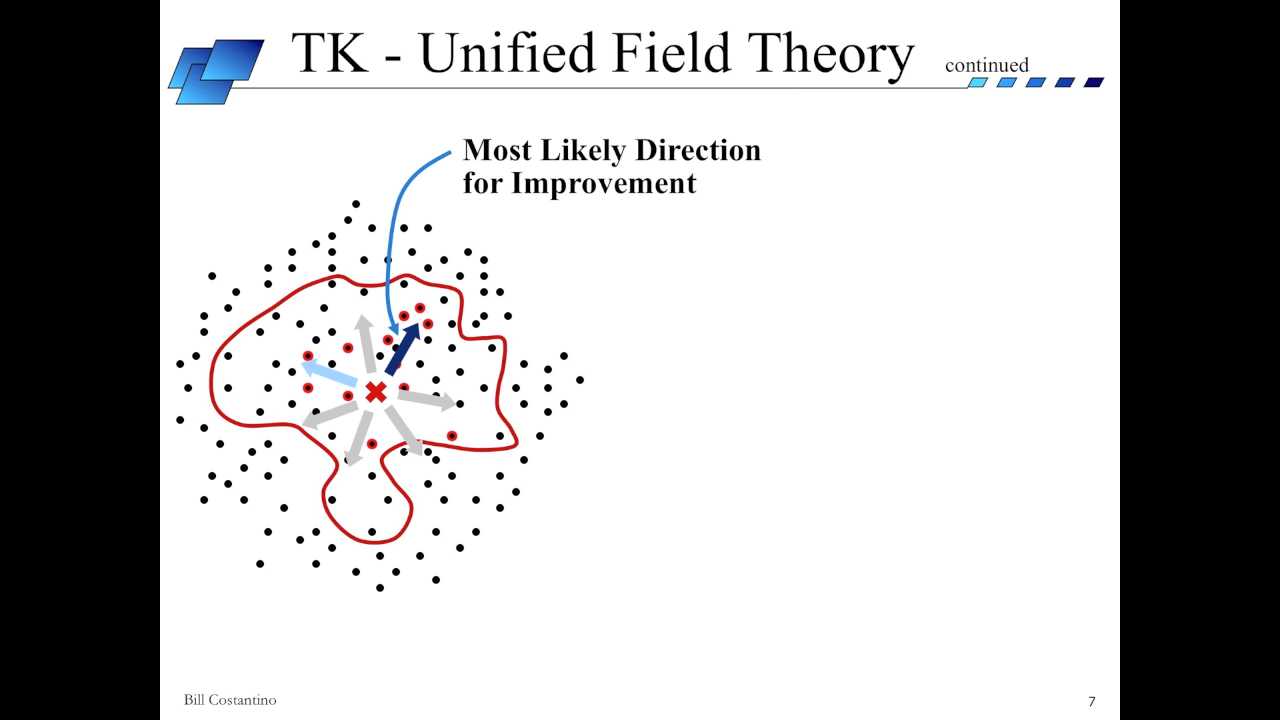 TK - Unified Field Theory continued
Most Likely Direction
for Improvement
Bill Costantino
7